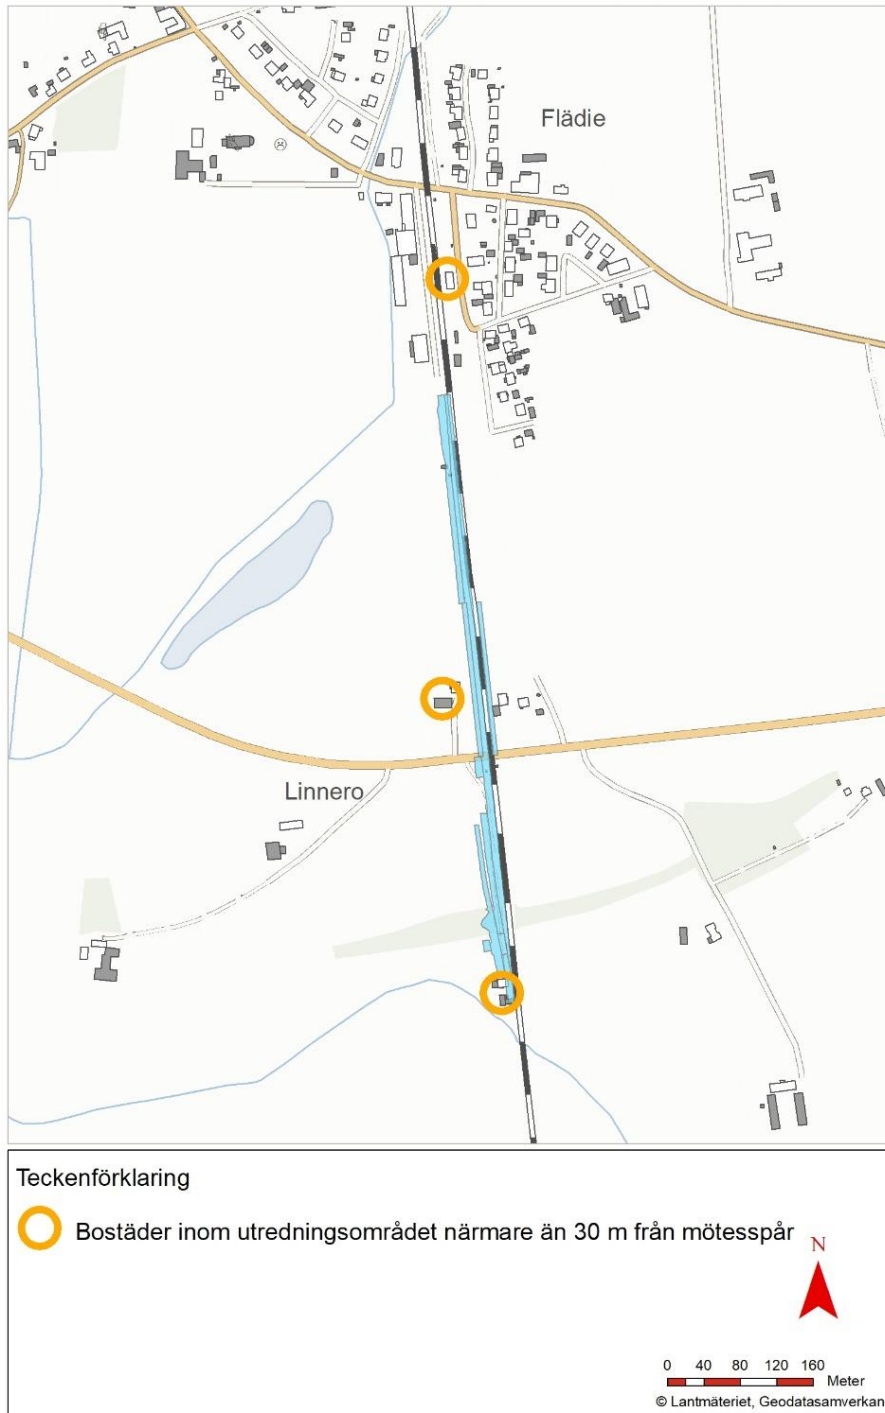 Flädie
Linnero
Teckenförklaring
Bostäder inom utredningsområdet närmare än 30 m från mötesspår
N
0 40 80 120 160
Meter
© Lantmäteriet, Geodatasamverkan